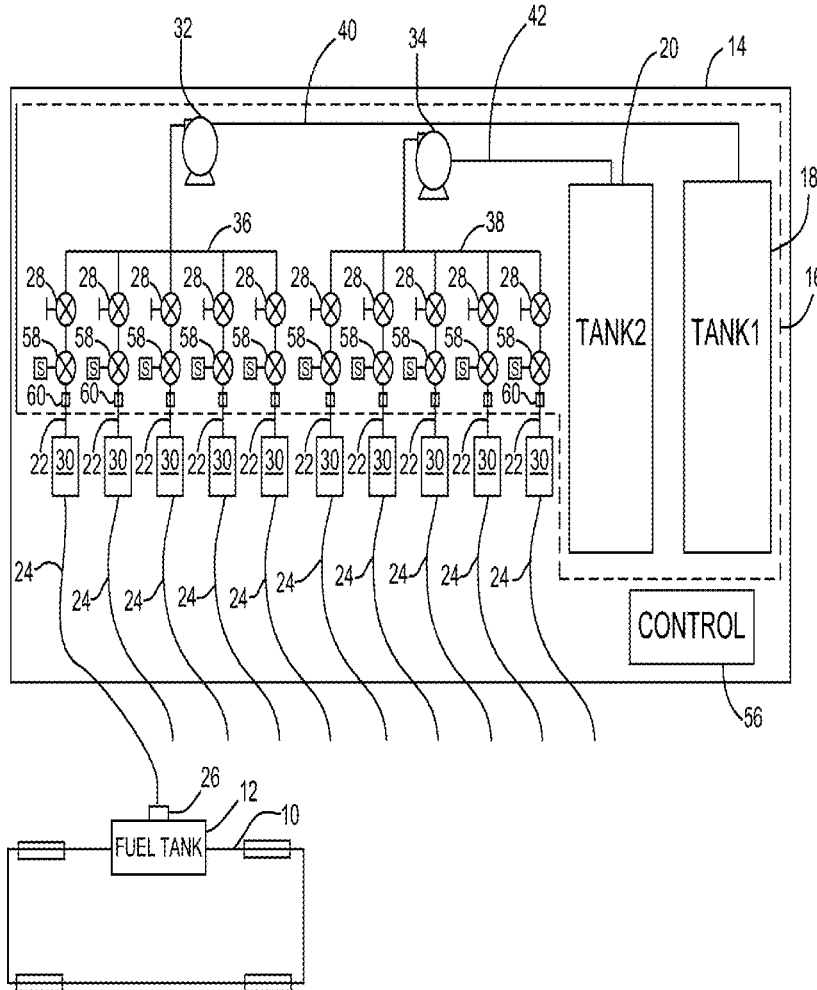 32 40 34 42 20 14
18
36 38 16
28 28 28 28 28 28 28 28 28 28
TANK2 TANK1
58 58 58 58 58 58 58 58 58 58
S S S S S S S S S S
60 60 60
22 30 22 30 22 30 22 30 22 30 22 30 22 30 22 30 22 30 22 30
24 24 24 24 24 24 24 24 24 24
CONTROL
56
26 12 10
FUEL TANK